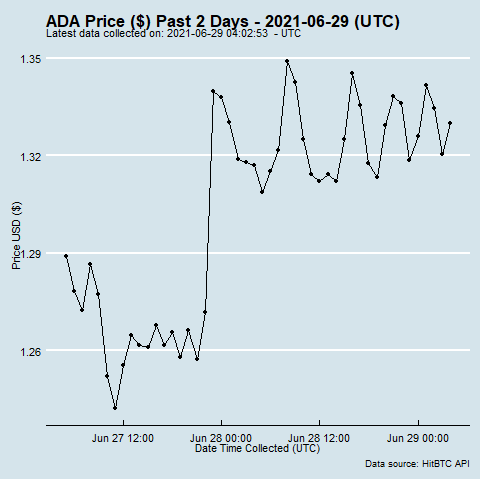 ADA Price ($) Past 2 Days - 2021-06-29 (UTC)
Latest data collected on: 2021-06-29 04:02:53 - UTC
1.35
1.32
1.29
1.26
Price USD ($)
Jun 27 12:00 Jun 28 00:00 Jun 28 12:00 Jun 29 00:00
Date Time Collected (UTC)
Data source: HitBTC API